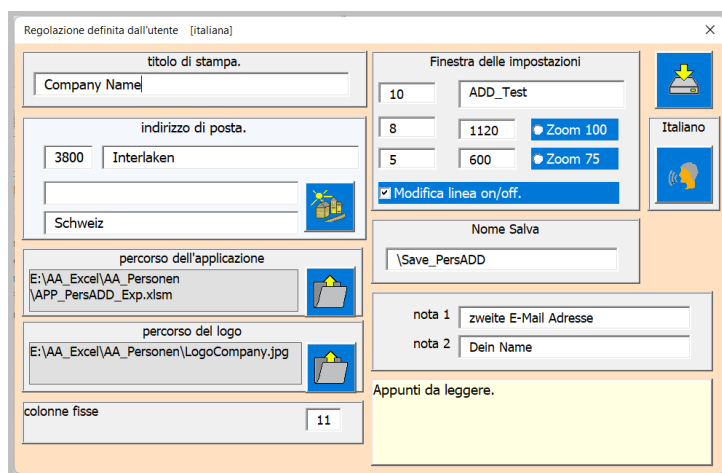 Regolazione definita dall'utente [italiana]
titolo di stampa.
Company Name
indirizzo di posta.
3800 Interlaken
Schweiz
percorso dell'applicazione
E:\AA_Excel\AA_Personen
\APP_PersADD_Exp.xlsm
percorso del logo
E:\AA_Excel\AA_Personen\LogoCompany.jpg
colonne fisse 11
Finestra delle impostazioni
10 ADD_Test
8 1120 Zoom 100
5 600 Zoom 75
Modifica linea on/off.
Italiano
Nome Salva
\Save_PersADD
nota 1 zweite E-Mail Adresse
nota 2 Dein Name
Appunti da leggere.